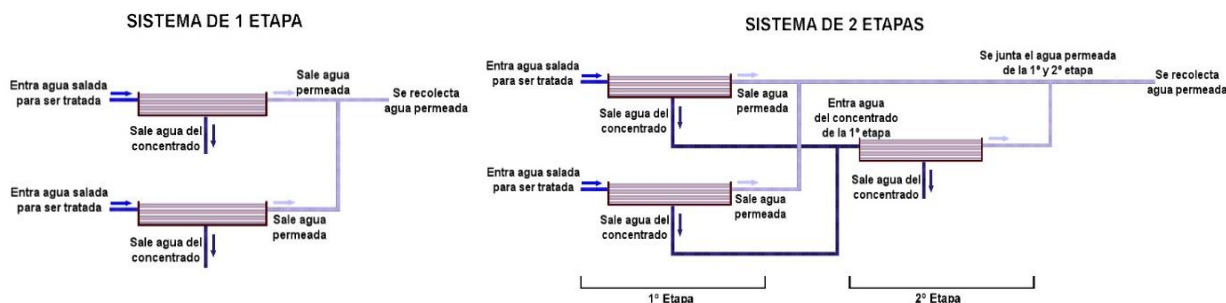 SISTEMA DE 1 ETAPA
Entra agua salada
para ser tratada
Sale agua
permeada
Se recolecta
agua permeada
Sale agua del
concentrado
Entra agua salada
para ser tratada
Sale agua
permeada
Sale agua del
concentrado
SISTEMA DE 2 ETAPAS
Entra agua salada
para ser tratada
Sale agua
permeada
Se junta el agua permeada
de la 1º y 2º etapa
Se recolecta
agua permeada
Sale agua del
concentrado
Entra agua
del concentrado
de la 1º etapa
Entra agua salada
para ser tratada
Sale agua
permeada
Sale agua del
concentrado
Sale agua del
concentrado
1º Etapa
2º Etapa